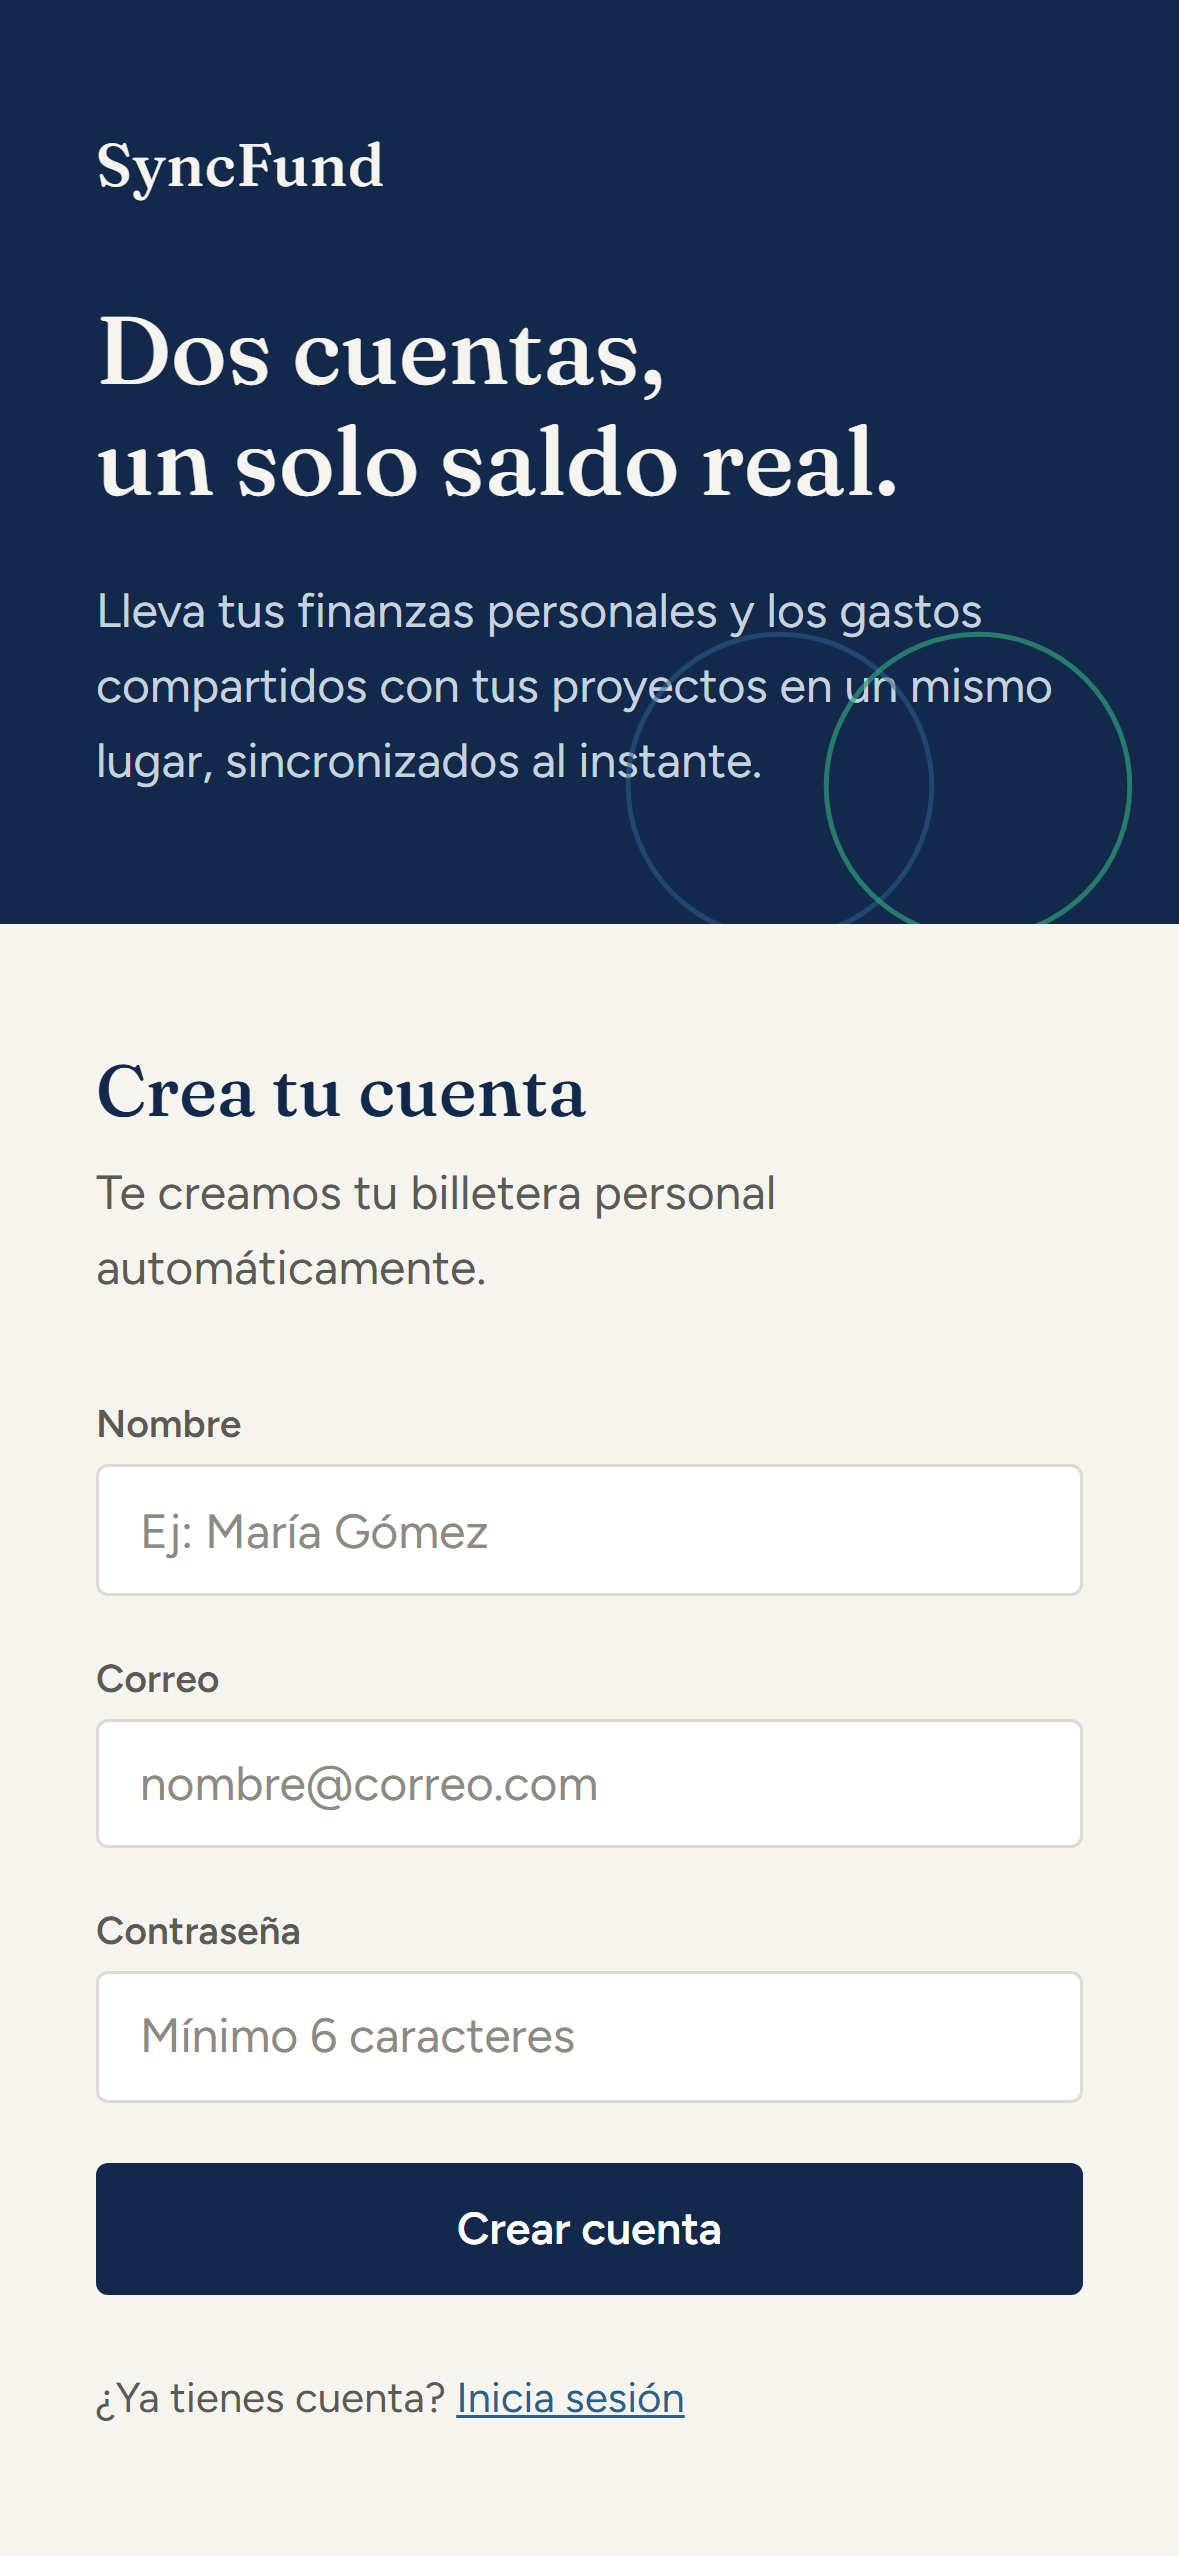 SyncFund
Dos cuentas,
un solo saldo real.
Lleva tus finanzas personales y los gastos
compartidos con tus proyectos en un mismo
lugar, sincronizados al instante.
Crea tu cuenta
Te creamos tu billetera personal
automáticamente.
Nombre
Ej: María Gómez
Correo
nombre@correo.com
Contraseña
Mínimo 6 caracteres
Crear cuenta
¿Ya tienes cuenta? Inicia sesión